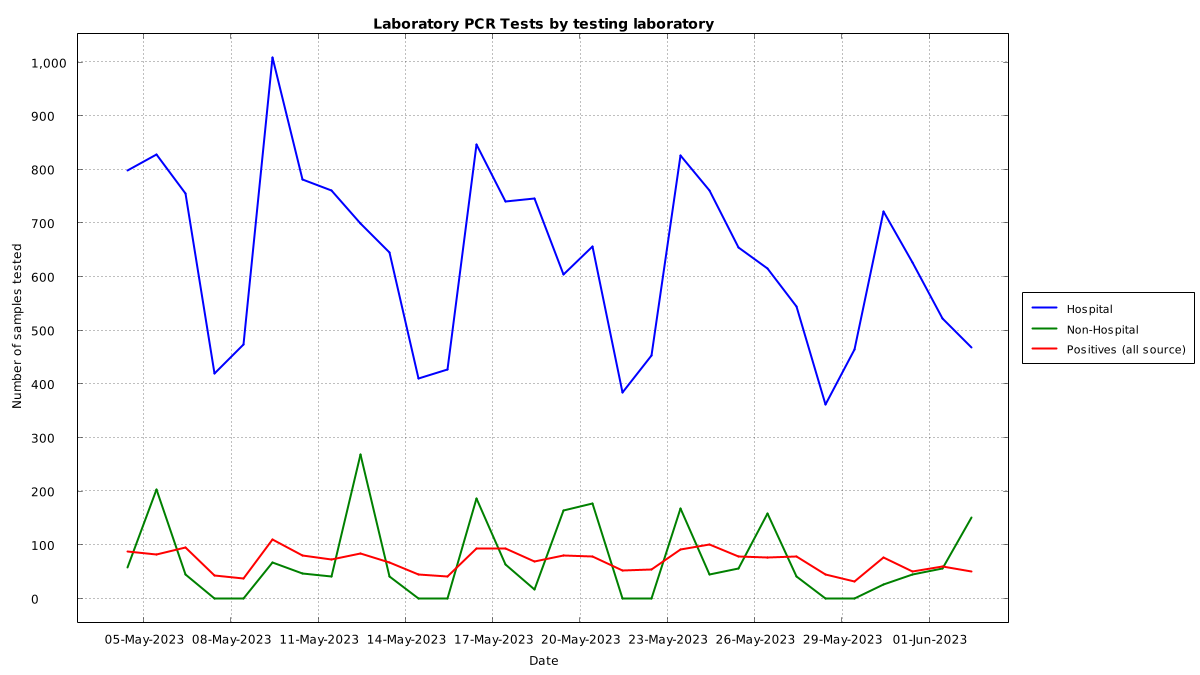 Laboratory PCR Tests by testing laboratory
Number of samples tested
1,000
900
800
700
600
500
400
300
200
100
0
05-May-2023 08-May-2023 11-May-2023 14-May-2023 17-May-2023 20-May-2023 23-May-2023 26-May-2023 29-May-2023 01-Jun-2023
Date
Hospital
Non-Hospital
Positives (all source)